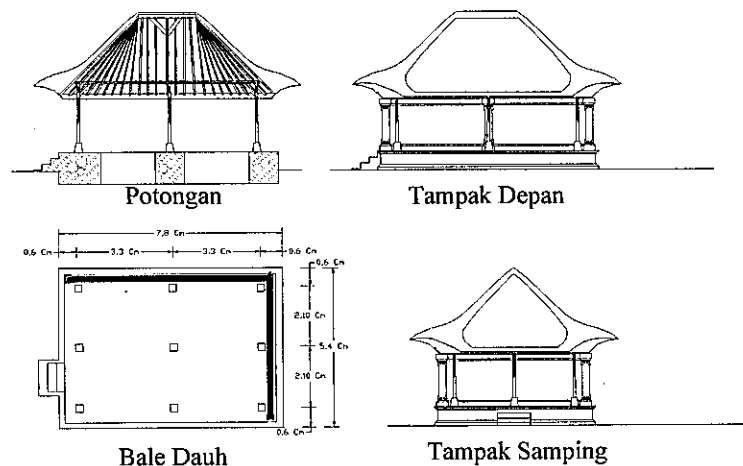 Potongan
Tampak Depan
7.8 Cm
0.6 Cm 3.3 Cm 3.3 Cm 0.6 Cm
0.6 Cm
2.10 Cm
5.4 Cm
2.10 Cm
0.6 Cm
Bale Dauh
Tampak Samping